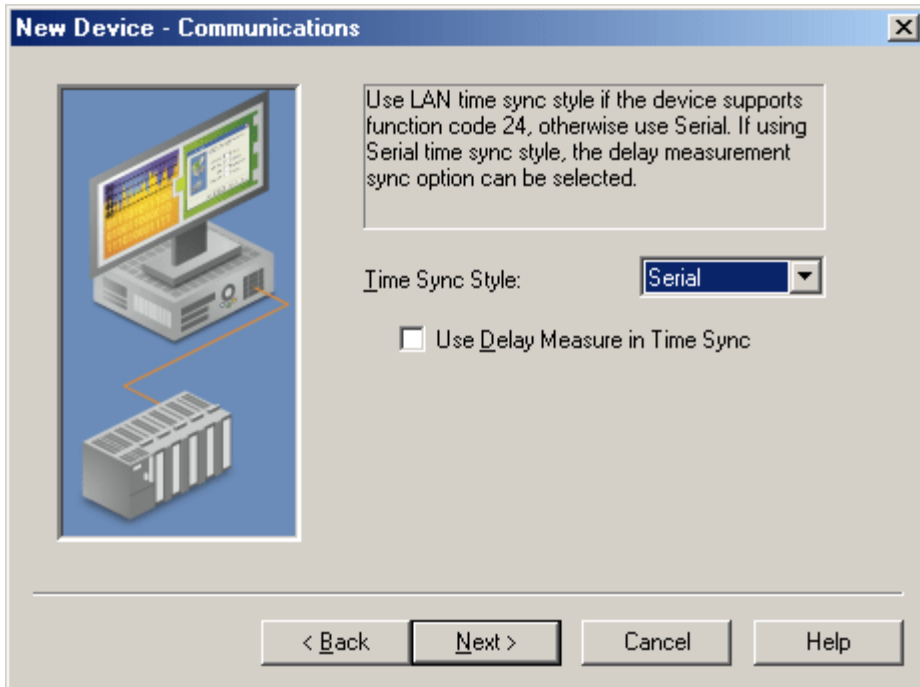 New Device - Communications
Use LAN time sync style if the device supports
function code 24, otherwise use Serial. If using
Serial time sync style, the delay measurement
sync option can be selected.
Time Sync Style: Serial
Use Delay Measure in Time Sync
< Back Next > Cancel Help